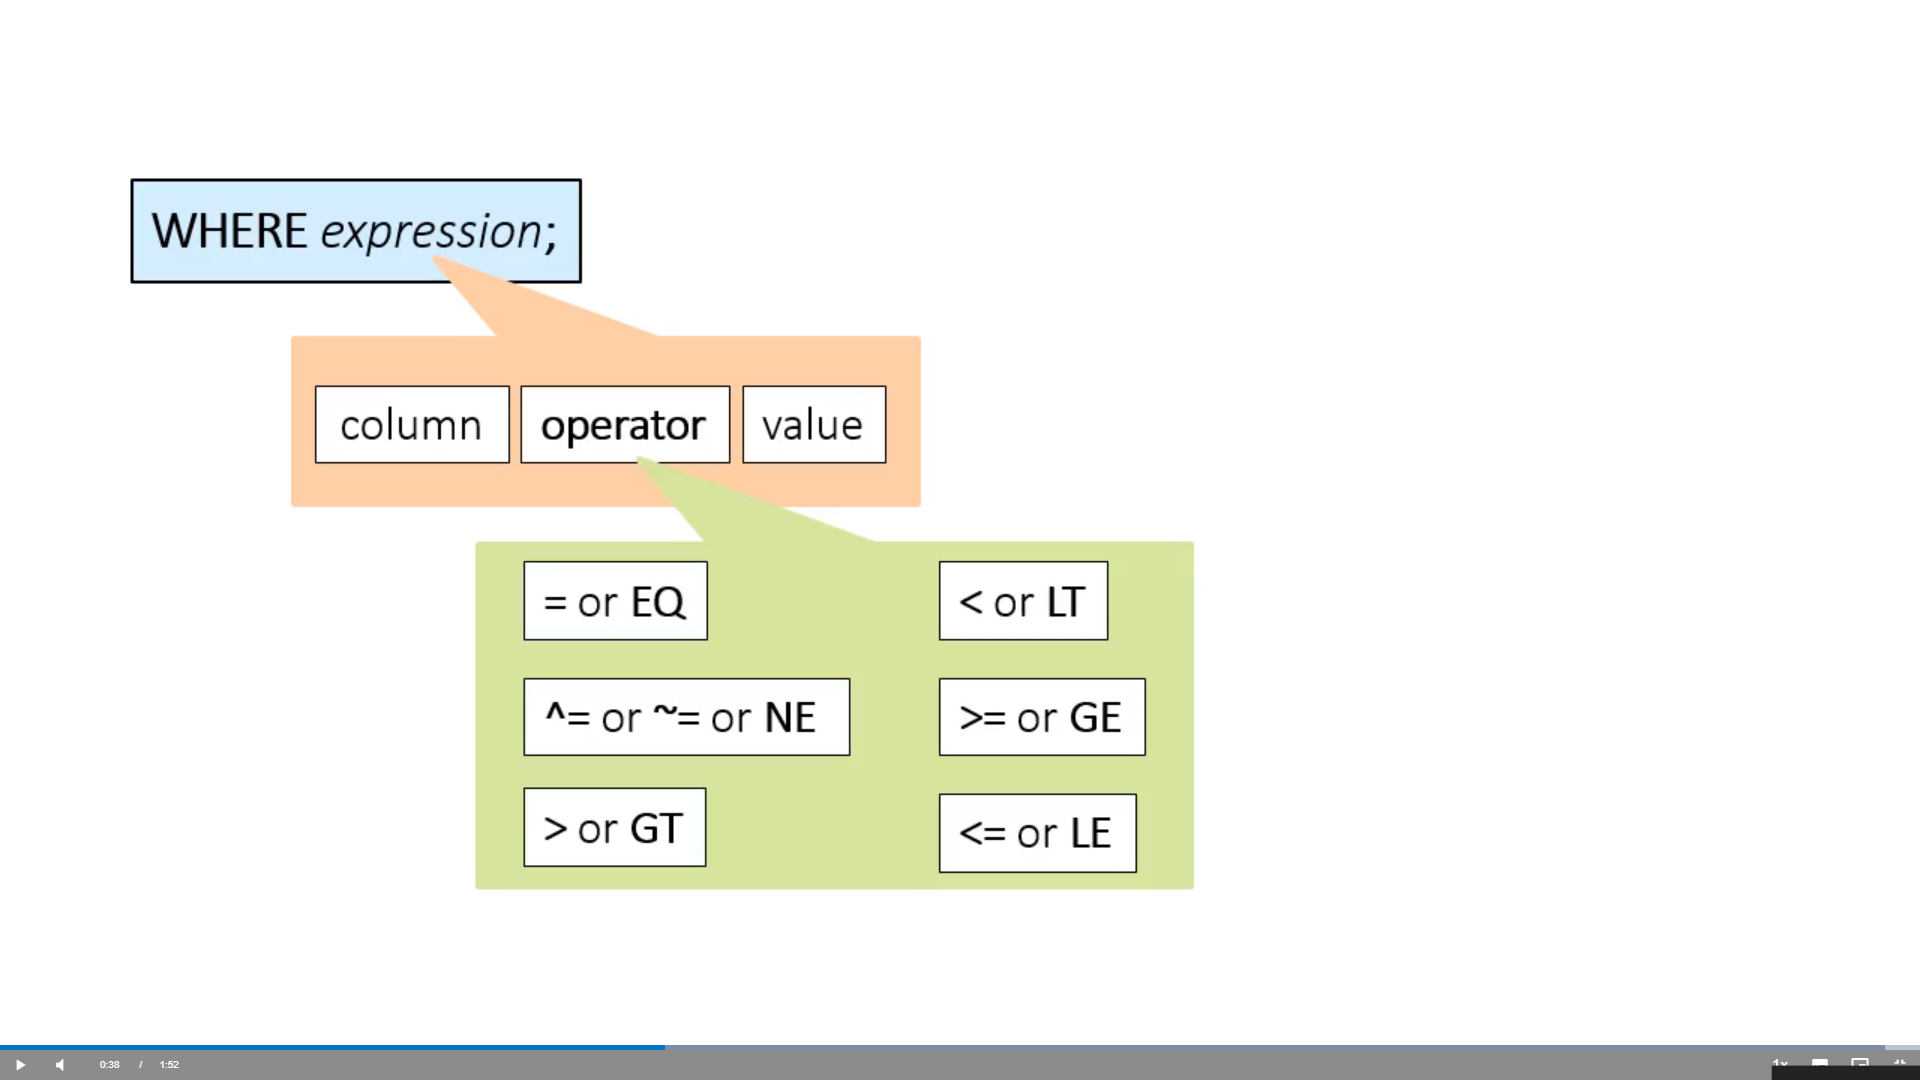 WHERE expression;
column operator value
= or EQ
< or LT
^= or ~= or NE
>= or GE
> or GT
<= or LE
0:38 / 1:52
1x